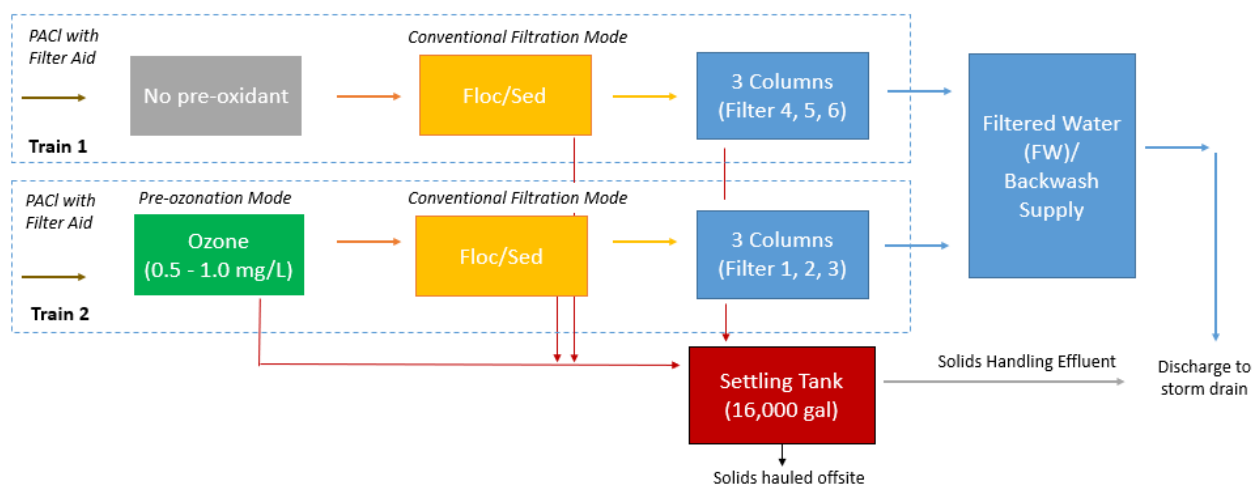 PACl with
Filter Aid
Conventional Filtration Mode
No pre-oxidant
Floc/Sed
3 Columns
(Filter 4, 5, 6)
Train 1
Filtered Water
(FW)/
Backwash
Supply
PACl with
Filter Aid
Pre-ozonation Mode
Conventional Filtration Mode
Ozone
(0.5 - 1.0 mg/L)
Floc/Sed
3 Columns
(Filter 1, 2, 3)
Train 2
Settling Tank
(16,000 gal)
Solids Handling Effluent
Discharge to
storm drain
Solids hauled offsite